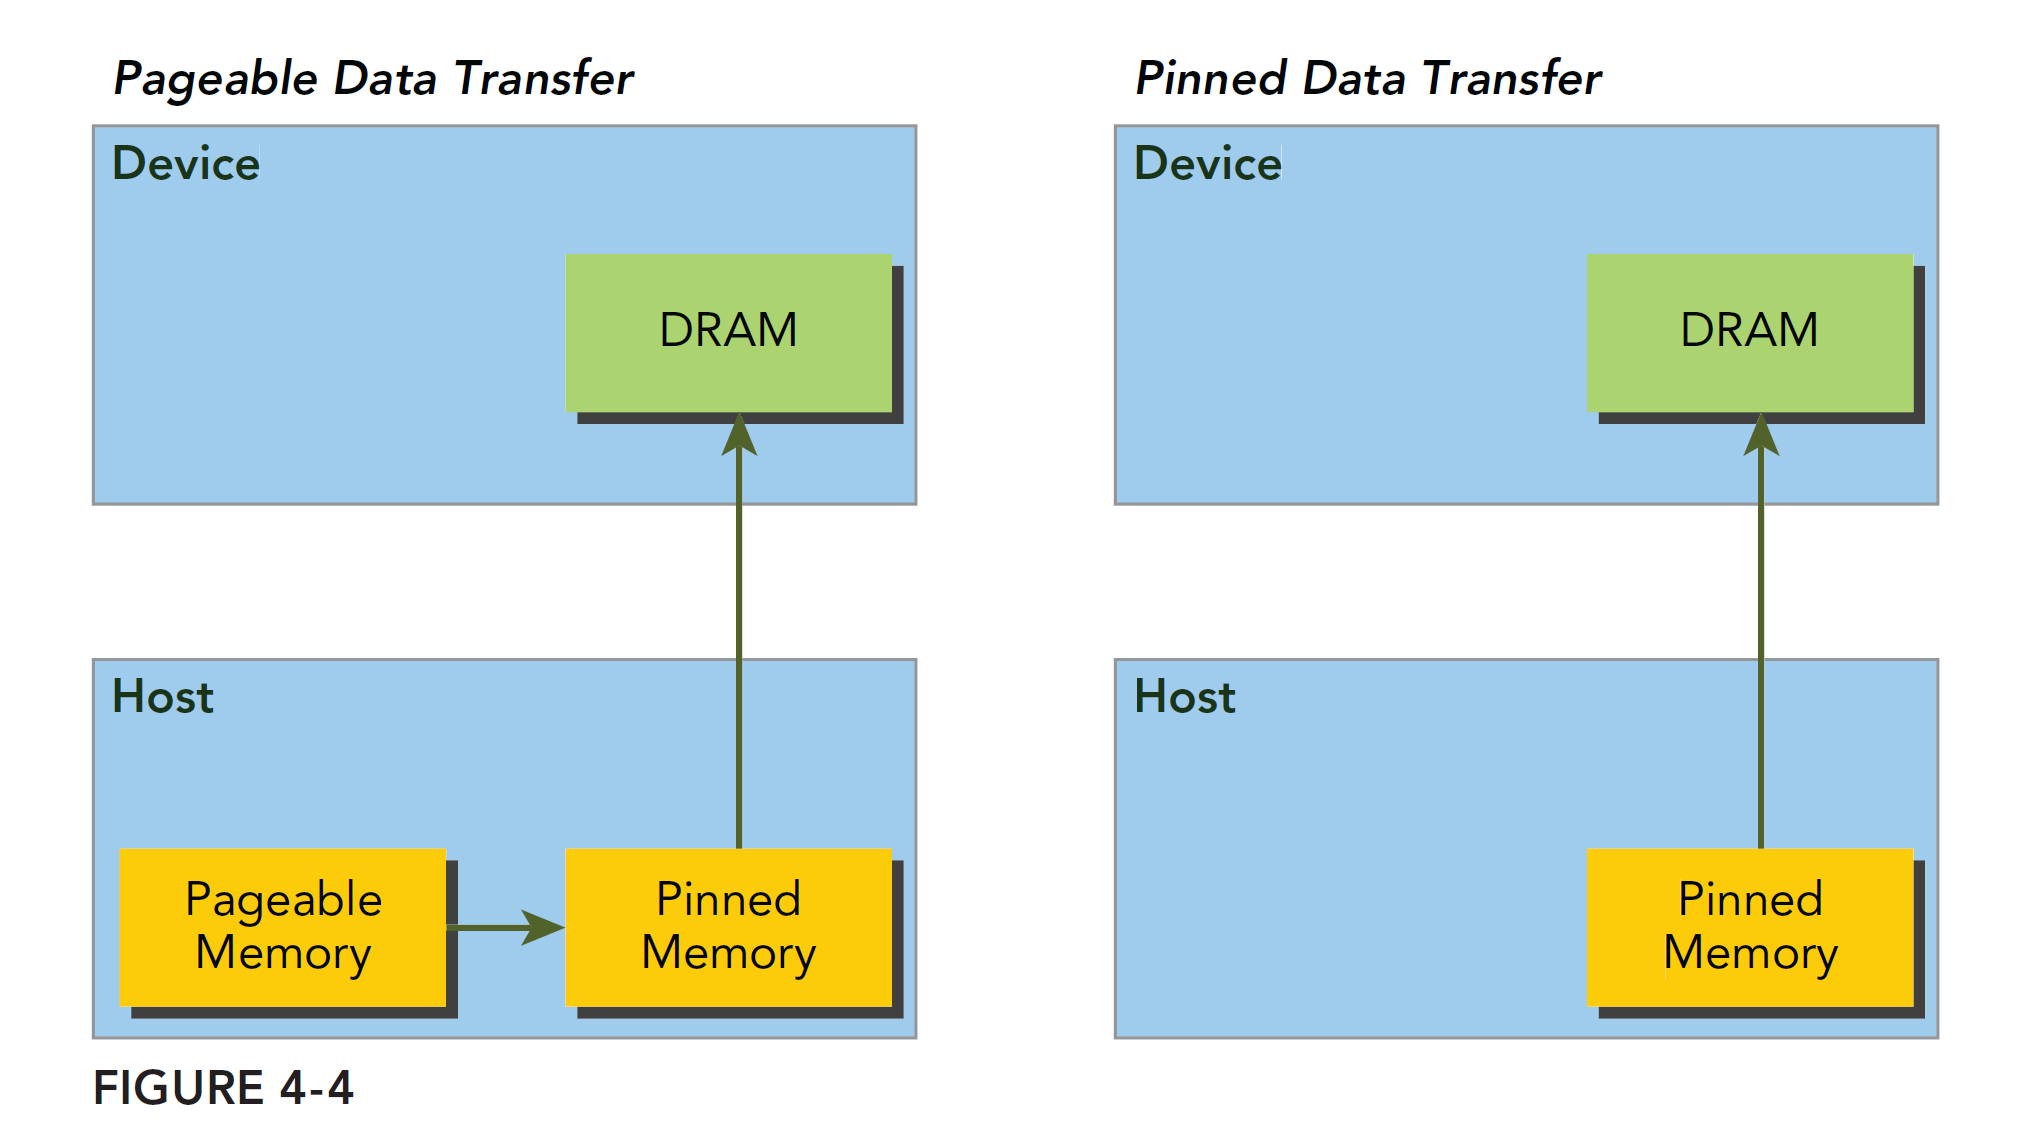 Pageable Data Transfer
Device
DRAM
Host
Pageable
Memory
Pinned
Memory
Pinned Data Transfer
Device
DRAM
Host
Pinned
Memory
FIGURE 4-4